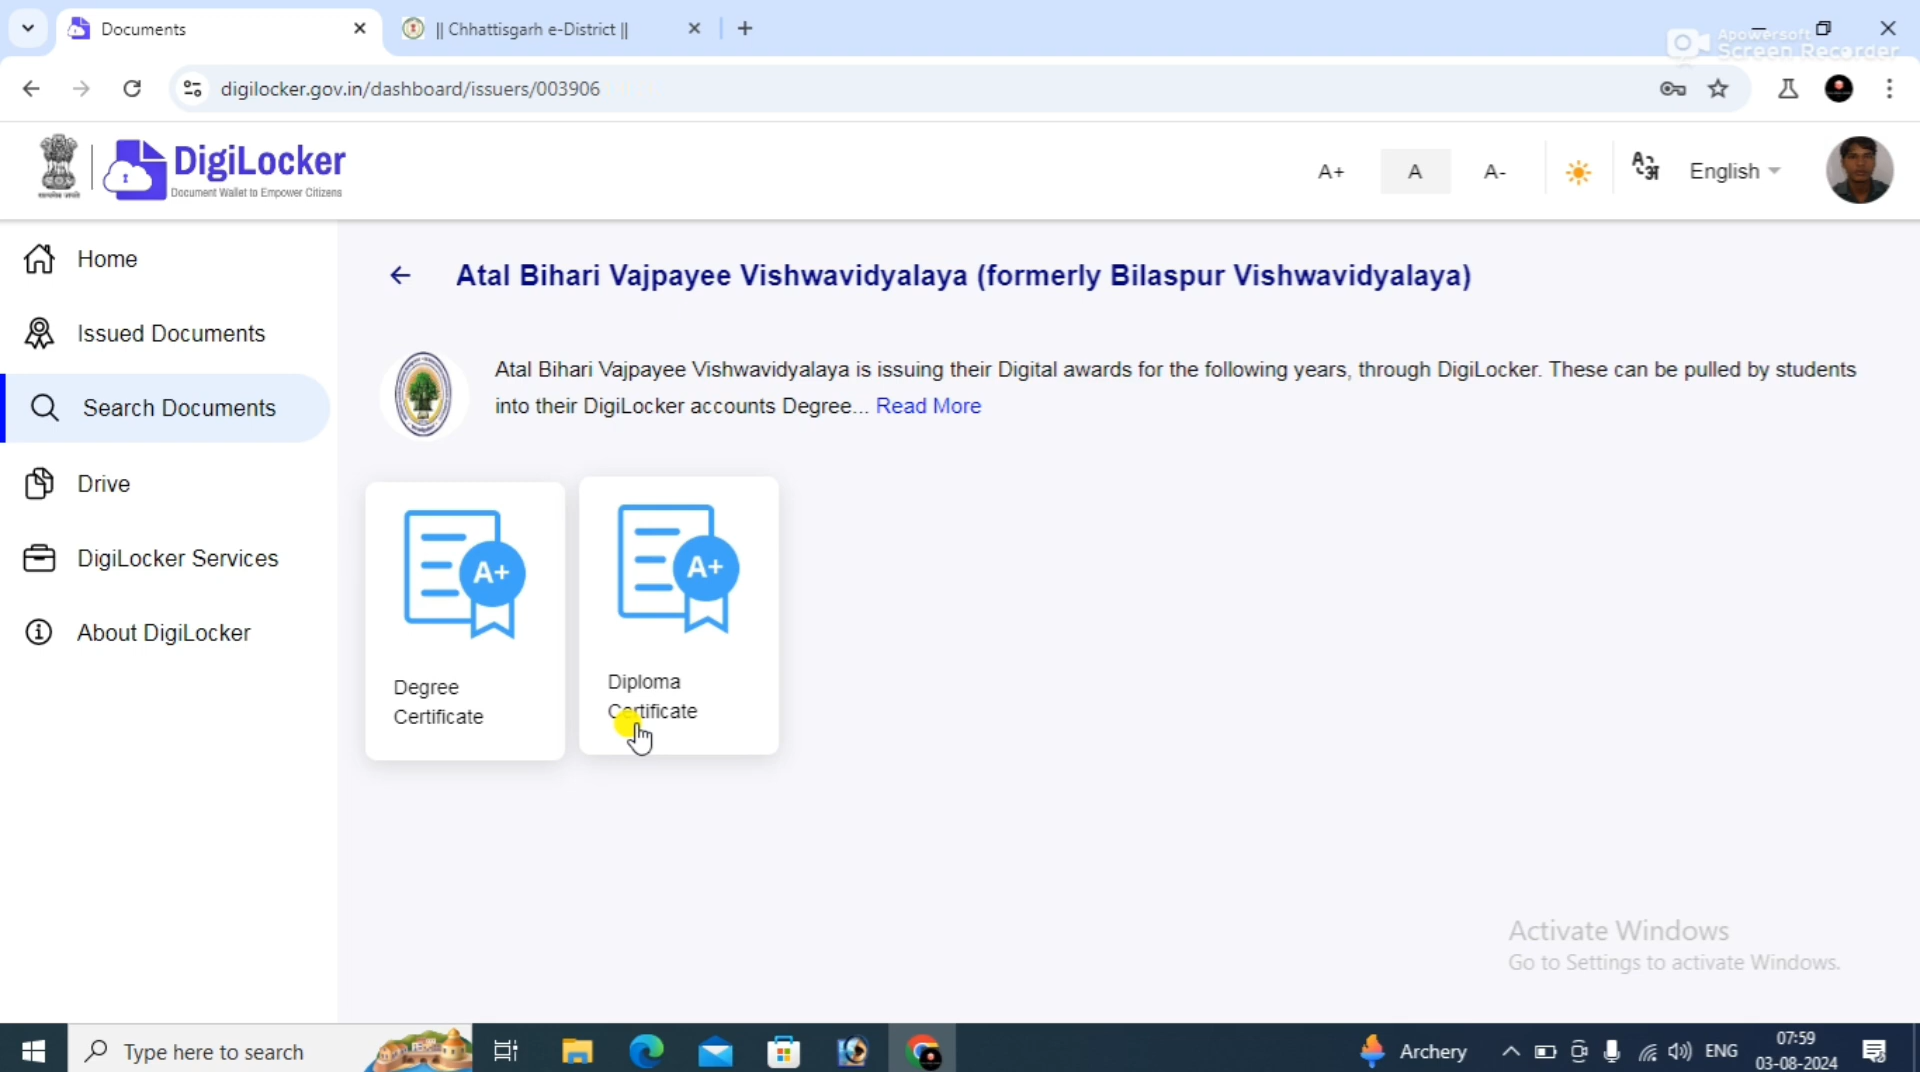 Documents
|| Chhattisgarh e-District ||
Apowersoft
Screen Recorder
digilocker.gov.in/dashboard/issuers/003906
DigiLocker
Document Wallet to Empower Citizens
A+
A
A-
English
Home
Issued Documents
Search Documents
Drive
DigiLocker Services
About DigiLocker
Atal Bihari Vajpayee Vishwavidyalaya (formerly Bilaspur Vishwavidyalaya)
Atal Bihari Vajpayee Vishwavidyalaya is issuing their Digital awards for the following years, through DigiLocker. These can be pulled by students
into their DigiLocker accounts Degree... Read More
A+
Degree
Certificate
A+
Diploma
Certificate
Activate Windows
Go to Settings to activate Windows.
Type here to search
Archery
ENG
07:59
03-08-2024